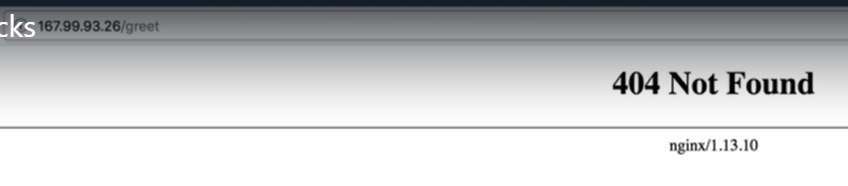 cks
167.99.93.26/greet
404 Not Found
nginx/1.13.10